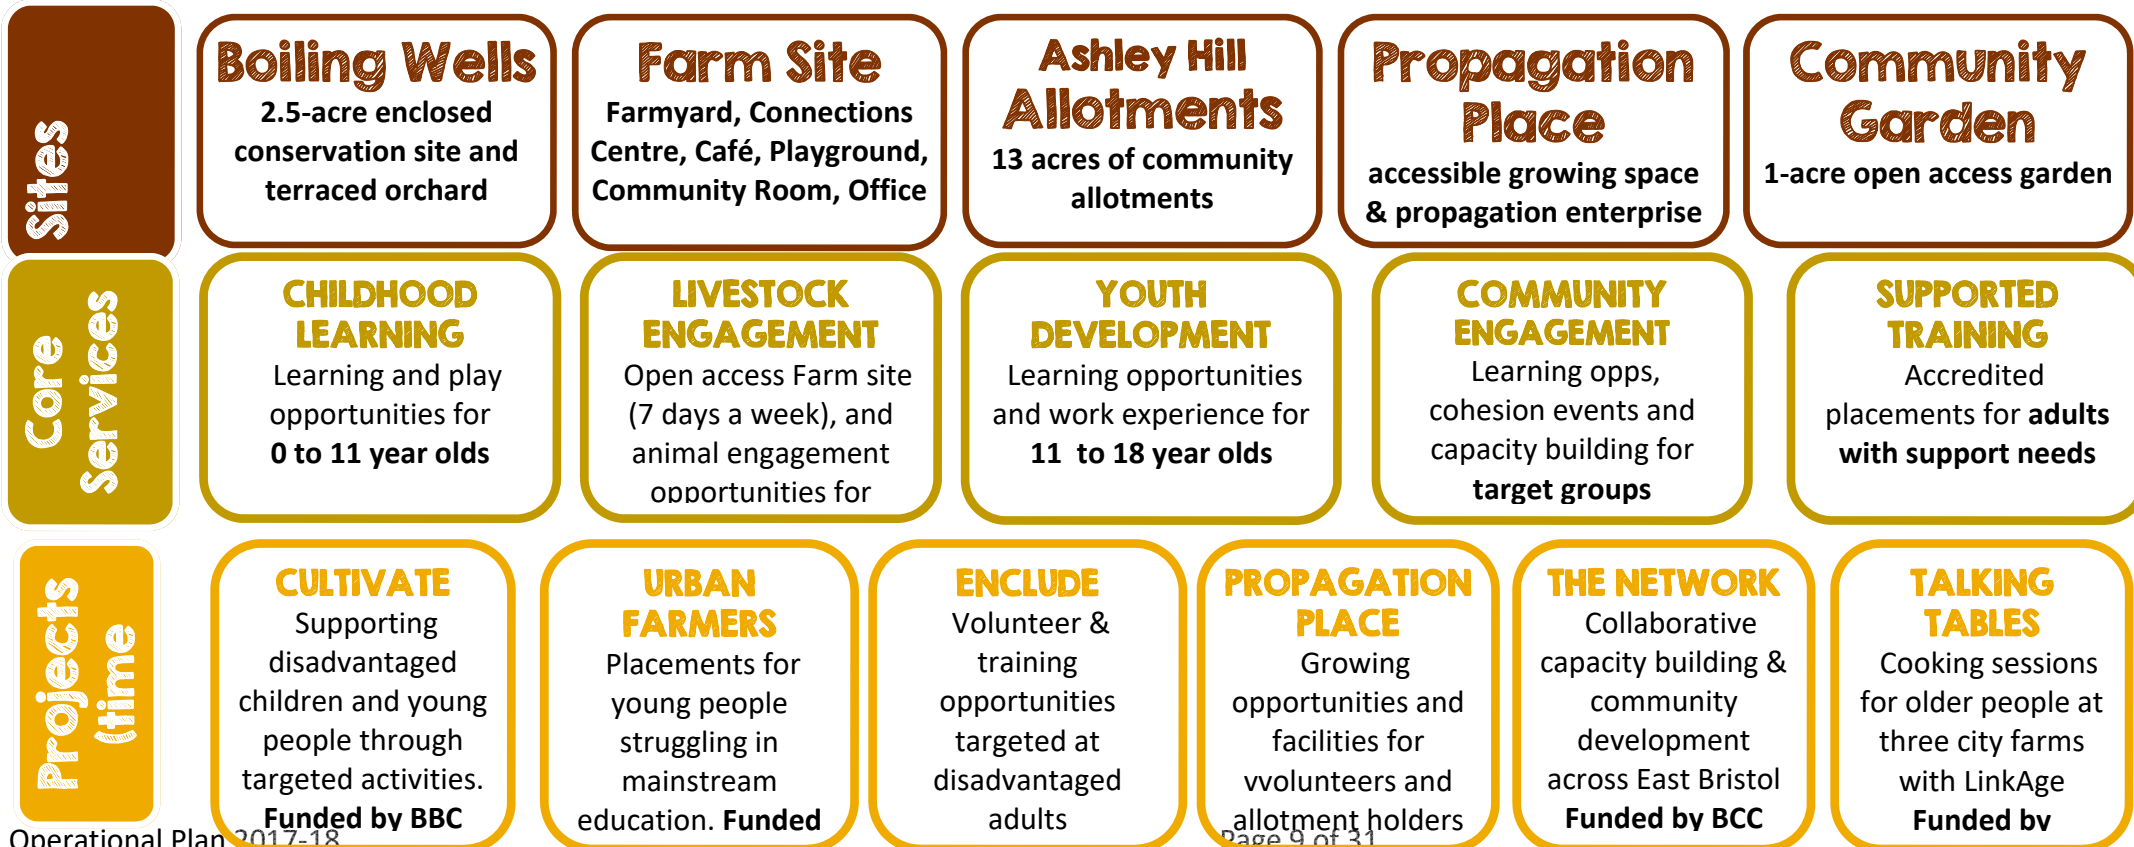 Sites
Boiling Wells
2.5-acre enclosed
conservation site and
terraced orchard
Farm Site
Farmyard, Connections
Centre, Café, Playground,
Community Room, Office
Ashley Hill
Allotments
13 acres of community
allotments
Propagation
Place
accessible growing space
& propagation enterprise
Community
Garden
1-acre open access garden
Core
Services
CHILDHOOD
LEARNING
Learning and play
opportunities for
0 to 11 year olds
LIVESTOCK
ENGAGEMENT
Open access Farm site
(7 days a week), and
animal engagement
opportunities for
YOUTH
DEVELOPMENT
Learning opportunities
and work experience for
11  to 18 year olds
COMMUNITY
ENGAGEMENT
Learning opps,
cohesion events and
capacity building for
target groups
SUPPORTED
TRAINING
Accredited
placements for adults
with support needs
Projects
(time
CULTIVATE
Supporting
disadvantaged
children and young
people through
targeted activities.
Funded by BBC
URBAN
FARMERS
Placements for
young people
struggling in
mainstream
education. Funded
ENCLUDE
Volunteer &
training
opportunities
targeted at
disadvantaged
adults
PROPAGATION
PLACE
Growing
opportunities and
facilities for
vvolunteers and
allotment holders
THE NETWORK
Collaborative
capacity building &
community
development
across East Bristol
Funded by BCC
TALKING
TABLES
Cooking sessions
for older people at
three city farms
with LinkAge
Funded by
Operational Plan 2017-18
Page 9 of 31